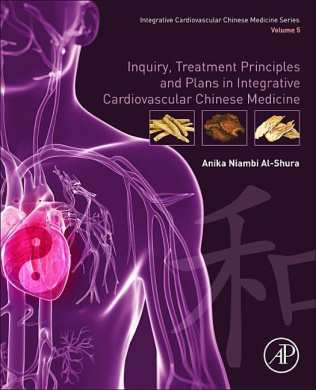 Integrative Cardiovascular Chinese Medicine Series
Volume 5
Inquiry, Treatment Principles
and Plans in Integrative
Cardiovascular Chinese Medicine
Anika Niambi Al-Shura
和
AP